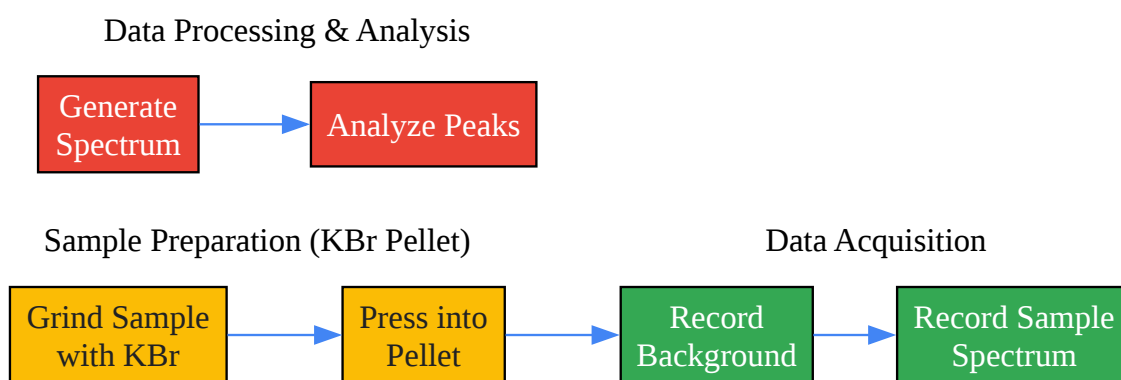 Data Processing & Analysis
Generate
Spectrum
Analyze Peaks
Sample Preparation (KBr Pellet)
Data Acquisition
Grind Sample
with KBr
Press into
Pellet
Record
Background
Record Sample
Spectrum